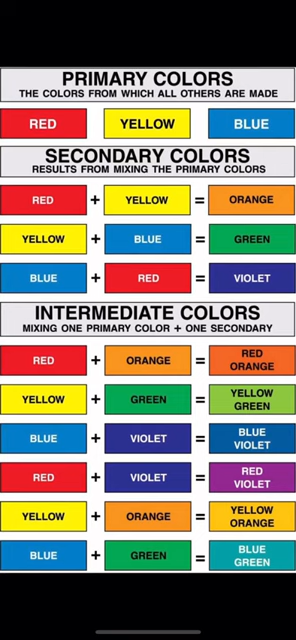 PRIMARY COLORS
THE COLORS FROM WHICH ALL OTHERS ARE MADE
RED YELLOW BLUE
SECONDARY COLORS
RESULTS FROM MIXING THE PRIMARY COLORS
RED + YELLOW = ORANGE
YELLOW + BLUE = GREEN
BLUE + RED = VIOLET
INTERMEDIATE COLORS
MIXING ONE PRIMARY COLOR + ONE SECONDARY
RED + ORANGE = RED ORANGE
YELLOW + GREEN = YELLOW GREEN
BLUE + VIOLET = BLUE VIOLET
RED + VIOLET = RED VIOLET
YELLOW + ORANGE = YELLOW ORANGE
BLUE + GREEN = BLUE GREEN